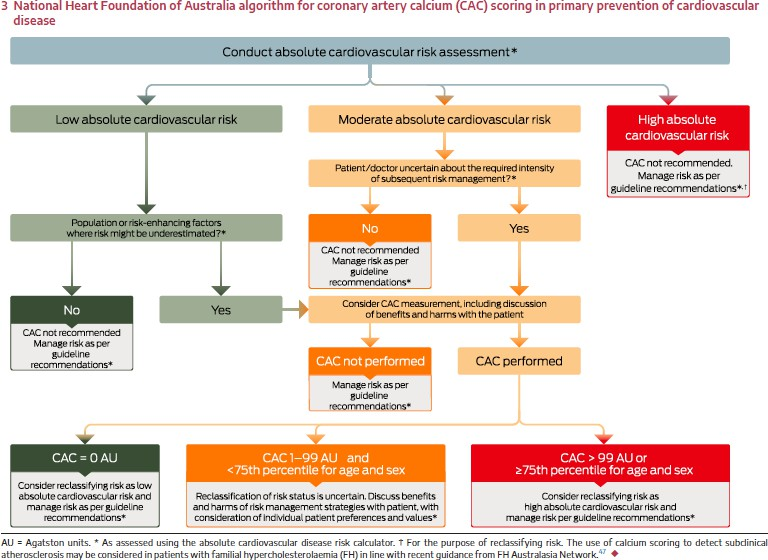 3 National Heart Foundation of Australia algorithm for coronary artery calcium (CAC) scoring in primary prevention of cardiovascular
disease
Conduct absolute cardiovascular risk assessment*
Low absolute cardiovascular risk
Moderate absolute cardiovascular risk
High absolute
cardiovascular risk
CAC not recommended.
Manage risk as per
guideline recommendations*,†
Patient/doctor uncertain about the required intensity
of subsequent risk management?*
Population or risk-enhancing factors
where risk might be underestimated?*
No
CAC not recommended
Manage risk as per
guideline
recommendations*
Yes
No
CAC not recommended
Manage risk as per
guideline
recommendations*
Yes
Consider CAC measurement, including discussion
of benefits and harms with the patient
CAC not performed
Manage risk as per
guideline
recommendations*
CAC performed
CAC = 0 AU
Consider reclassifying risk as low
absolute cardiovascular risk and
manage risk as per guideline
recommendations*
CAC 1–99 AU and
<75th percentile for age and sex
Reclassification of risk status is uncertain. Discuss benefits
and harms of risk management strategies with patient, with
consideration of individual patient preferences and values*
CAC > 99 AU or
≥75th percentile for age and sex
Consider reclassifying risk as
high absolute cardiovascular risk and
manage risk per guideline recommendations*
AU = Agatston units. * As assessed using the absolute cardiovascular disease risk calculator. † For the purpose of reclassifying risk. The use of calcium scoring to detect subclinical
atherosclerosis may be considered in patients with familial hypercholesterolaemia (FH) in line with recent guidance from FH Australasia Network.47 ◆